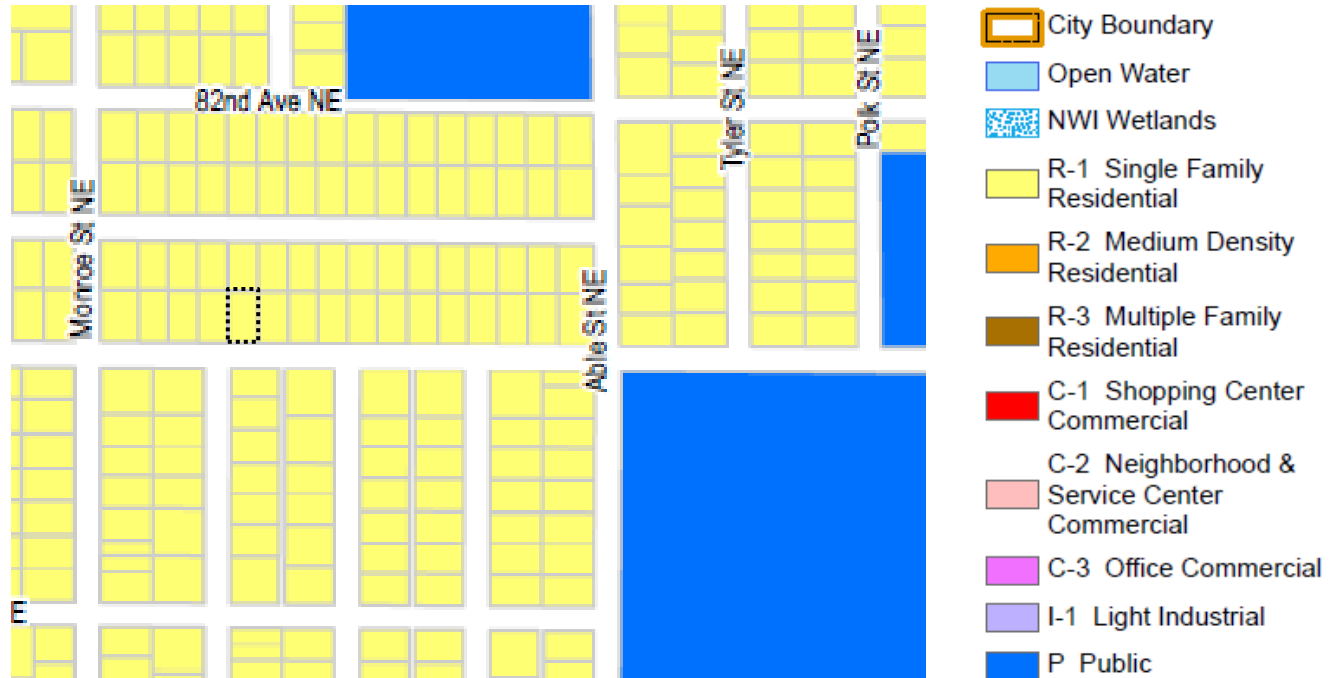 82nd Ave NE
Monroe St NE
Able St NE
Tyler St NE
Polk St NE
E
City Boundary
Open Water
NWI Wetlands
R-1 Single Family
Residential
R-2 Medium Density
Residential
R-3 Multiple Family
Residential
C-1 Shopping Center
Commercial
C-2 Neighborhood &
Service Center
Commercial
C-3 Office Commercial
I-1 Light Industrial
P Public